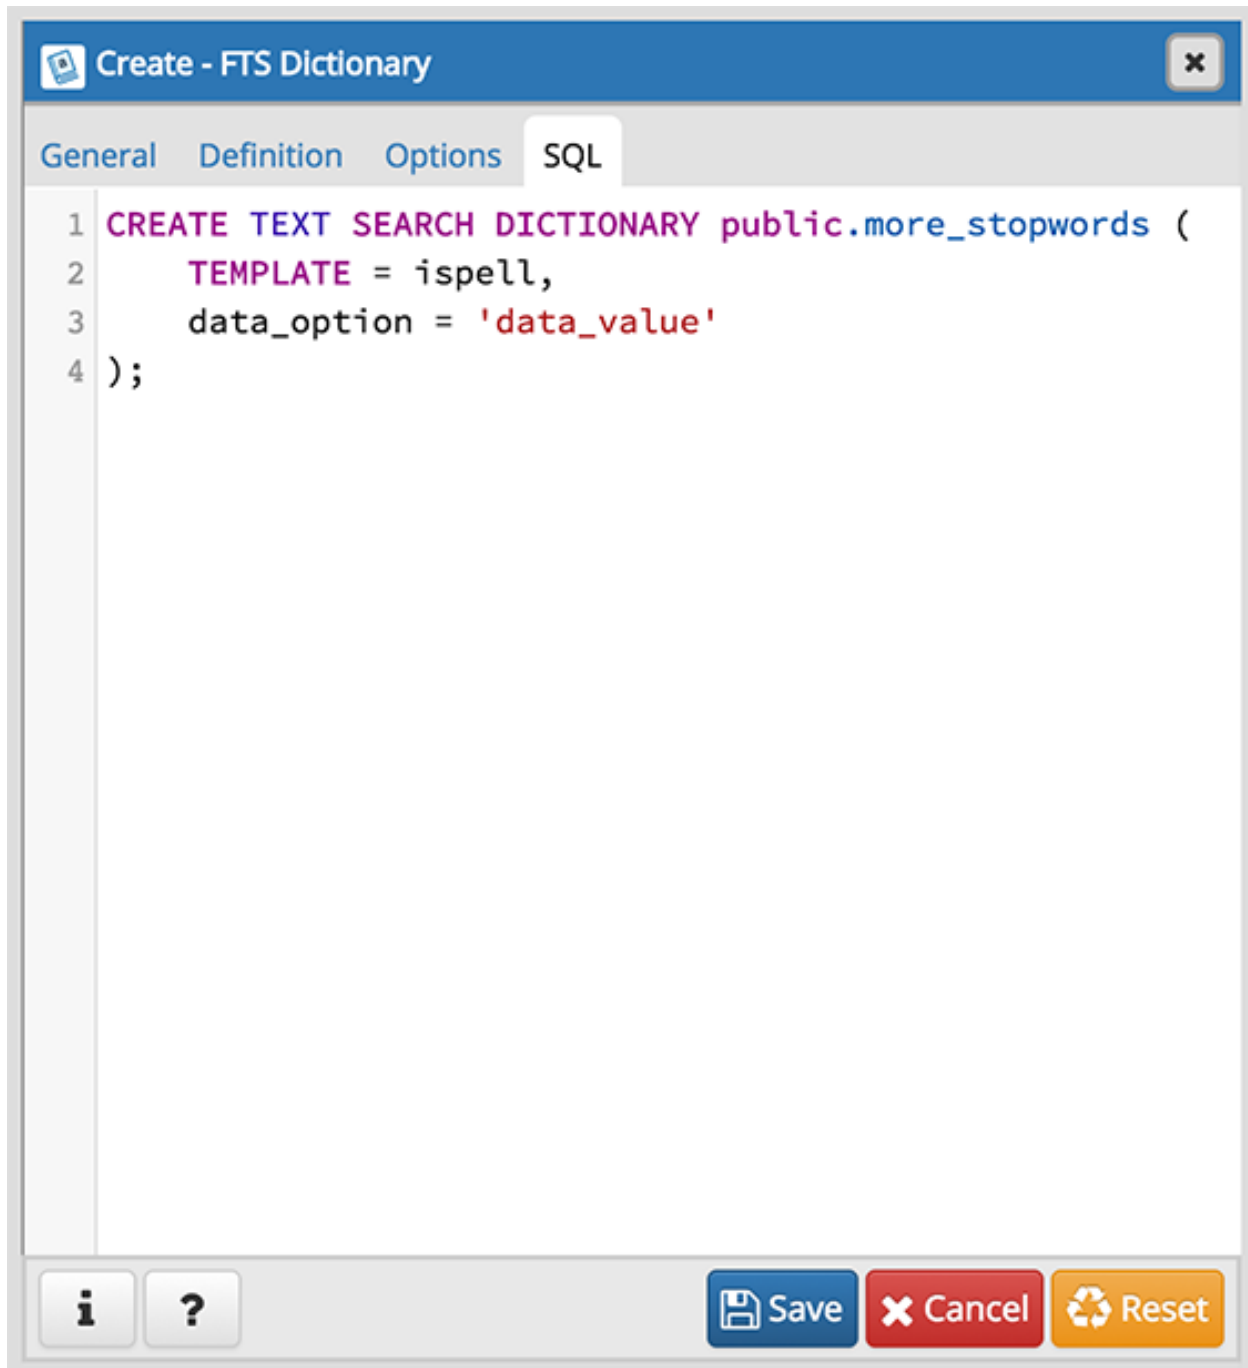 Create - FTS Dictionary
General Definition Options SQL
1 CREATE TEXT SEARCH DICTIONARY public.more_stopwords (
2 TEMPLATE = ispell,
3 data_option = 'data_value'
4 );
i ? Save Cancel Reset